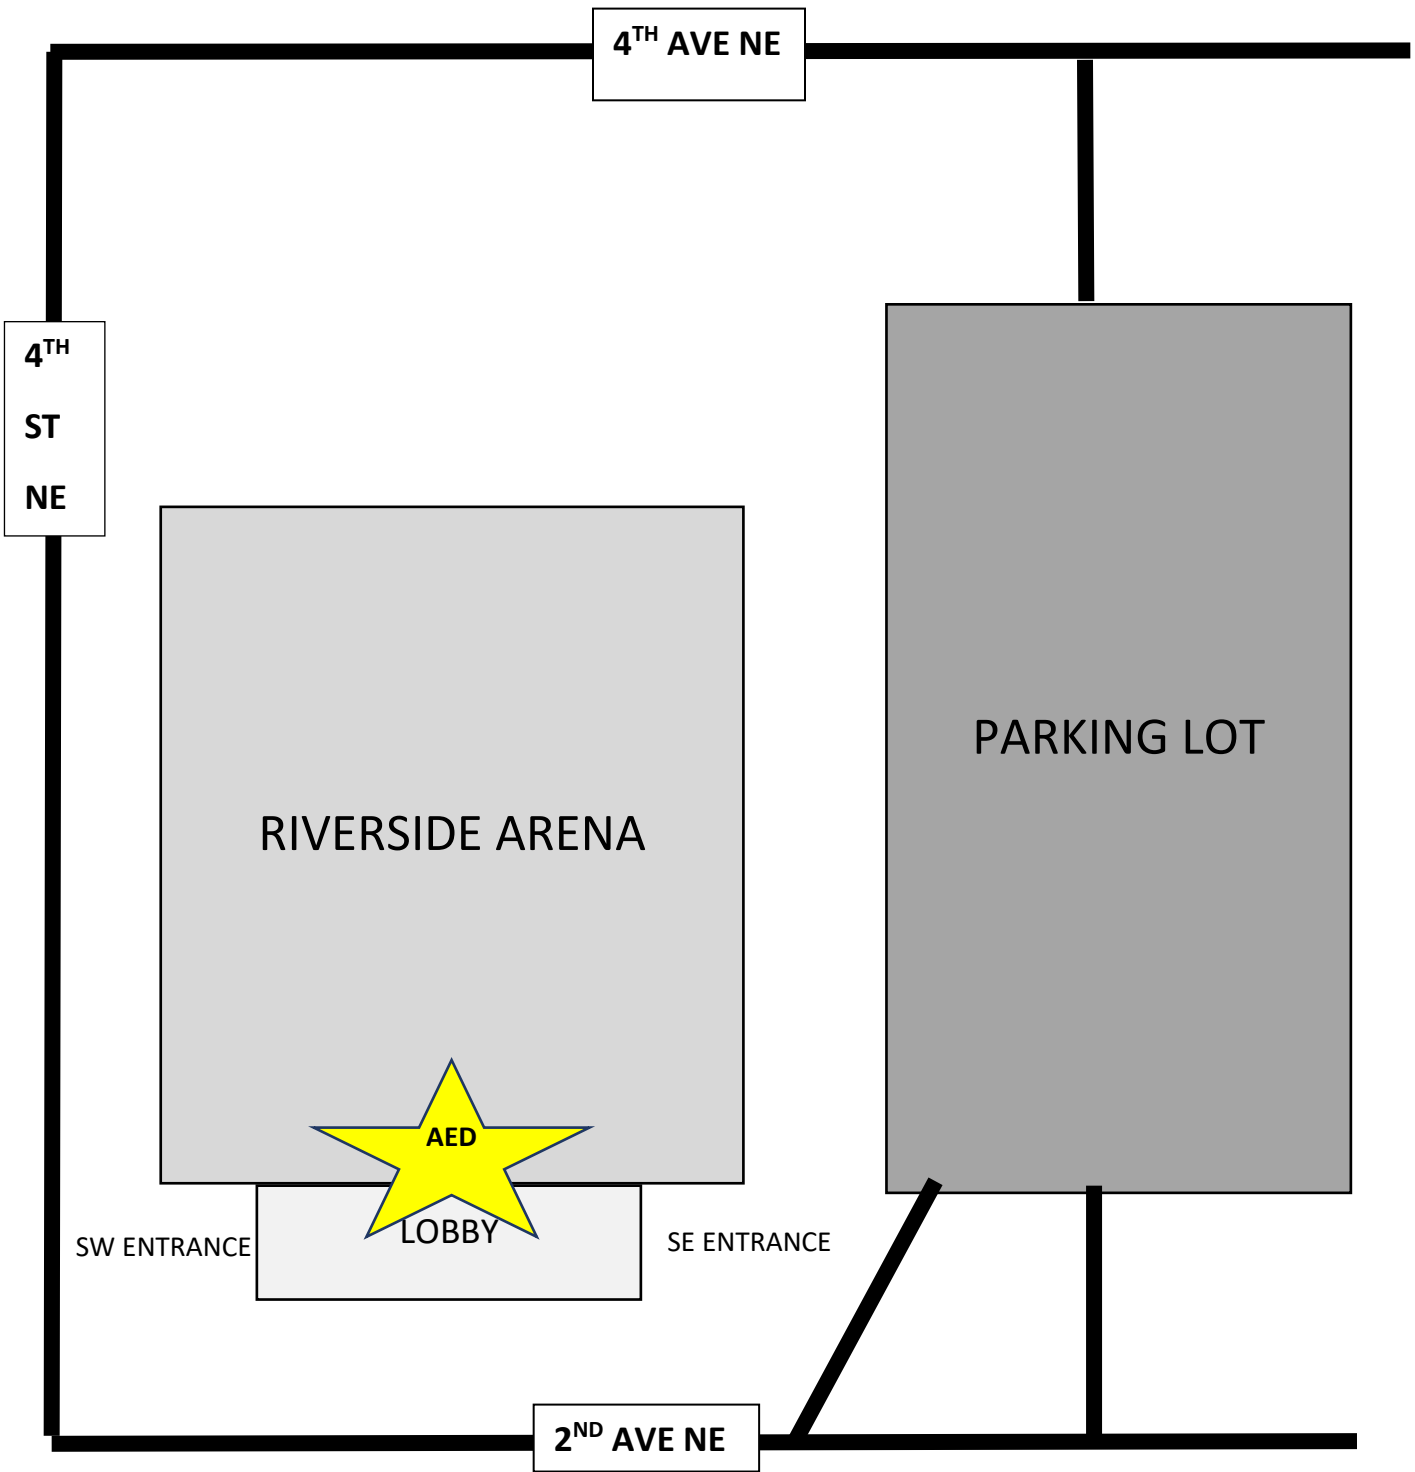 4TH AVE NE
4TH
ST
NE
PARKING LOT
RIVERSIDE ARENA
AED
LOBBY
SW ENTRANCE
SE ENTRANCE
2ND AVE NE